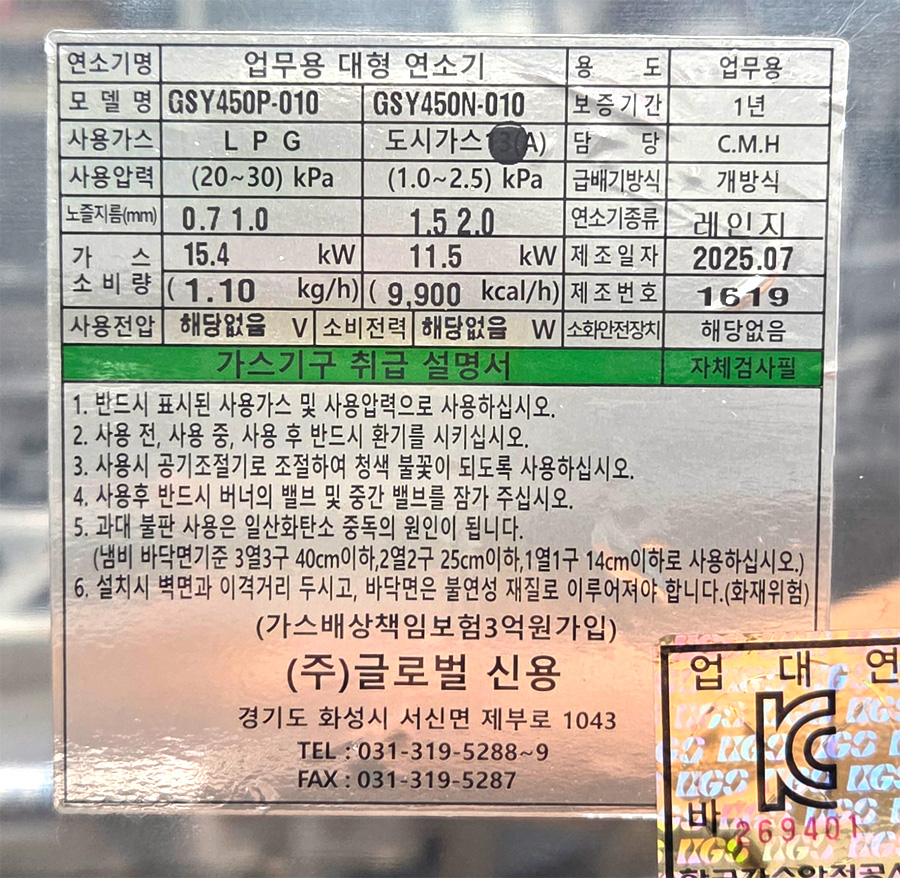 연소기명 업무용 대형 연소기 용 도 업무용
모 델 명 GSY450P-010 GSY450N-010 보증기간 1년
사용가스 L P G 도시가스 (A) 담 당 C.M.H
사용압력 (20~30) kPa (1.0~2.5) kPa 급배기방식 개방식
노즐지름(mm) 0.7 1.0 1.5 2.0 연소기종류 레인지
가 스 15.4 kW 11.5 kW 제조일자 2025.07
소 비 량 (1.10 kg/h) (9,900 kcal/h) 제조번호 1619
사용전압 해당없음 V 소비전력 해당없음 W 소화안전장치 해당없음
가스기구 취급 설명서 자체검사필
1. 반드시 표시된 사용가스 및 사용압력으로 사용하십시오.
2. 사용 전, 사용 중, 사용 후 반드시 환기를 시키십시오.
3. 사용시 공기조절기로 조절하여 청색 불꽃이 되도록 사용하십시오.
4. 사용후 반드시 버너의 밸브 및 중간 밸브를 잠가 주십시오.
5. 과대 불판 사용은 일산화탄소 중독의 원인이 됩니다.
(냄비 바닥면기준 3열3구 40cm이하,2열2구 25cm이하,1열1구 14cm이하로 사용하십시오.)
6. 설치시 벽면과 이격거리 두시고, 바닥면은 불연성 재질로 이루어져야 합니다.(화재위험)
(가스배상책임보험3억원가입)
(주)글로벌 신용
경기도 화성시 서신면 제부로 1043
TEL : 031-319-5288~9
FAX : 031-319-5287
업 대 연
KC
KGS KGS KGS
바 269401